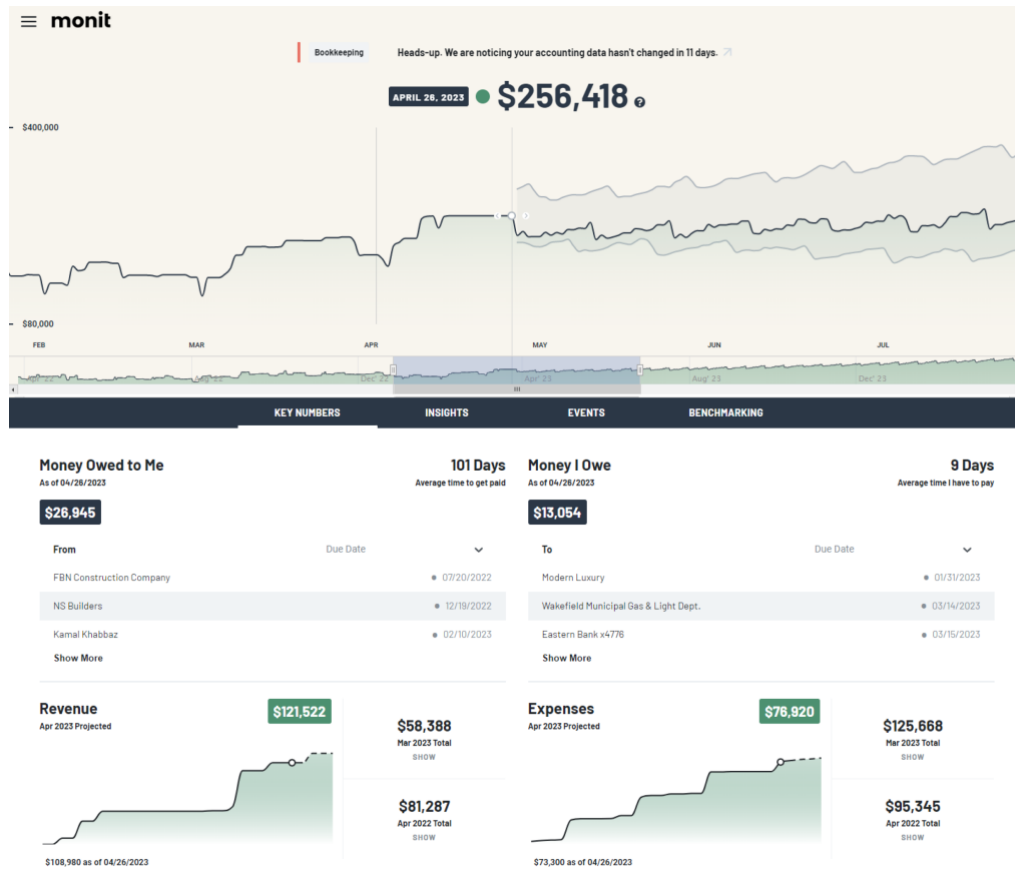 monit
Bookkeeping Heads-up. We are noticing your accounting data hasn't changed in 11 days.
APRIL 26, 2023 $256,418 ?
$400,000
$80,000
FEB MAR APR MAY JUN JUL
Apr' 22 Aug' 22 Dec' 22 Apr' 23 Aug' 23 Dec' 23
KEY NUMBERS INSIGHTS EVENTS BENCHMARKING
Money Owed to Me 101 Days
As of 04/26/2023 Average time to get paid
$26,945
From Due Date
FBN Construction Company 07/20/2022
NS Builders 12/19/2022
Kamal Khabbaz 02/10/2023
Show More
Money I Owe 9 Days
As of 04/26/2023 Average time I have to pay
$13,054
To Due Date
Modern Luxury 01/31/2023
Wakefield Municipal Gas & Light Dept. 03/14/2023
Eastern Bank x4776 03/15/2023
Show More
Revenue $121,522
Apr 2023 Projected
$58,388
Mar 2023 Total
SHOW
$81,287
Apr 2022 Total
SHOW
$108,980 as of 04/26/2023
Expenses $76,920
Apr 2023 Projected
$125,668
Mar 2023 Total
SHOW
$95,345
Apr 2022 Total
SHOW
$73,300 as of 04/26/2023